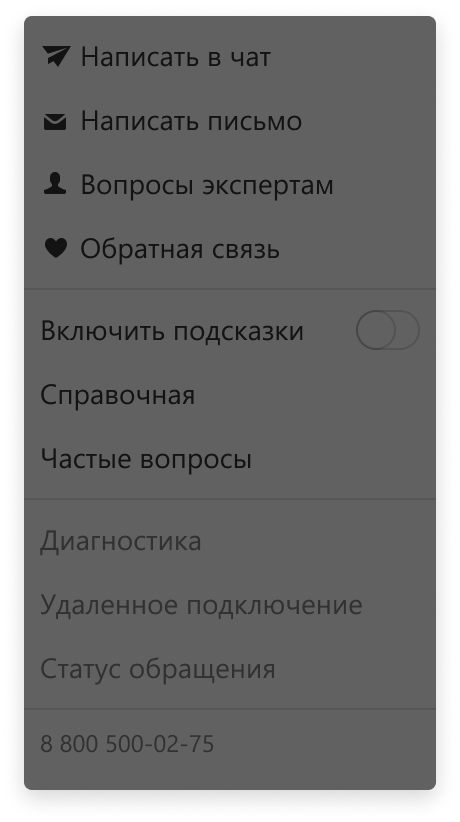 Написать в чат
Написать письмо
Вопросы экспертам
Обратная связь
Включить подсказки
Справочная
Частые вопросы
Диагностика
Удаленное подключение
Статус обращения
8 800 500-02-75